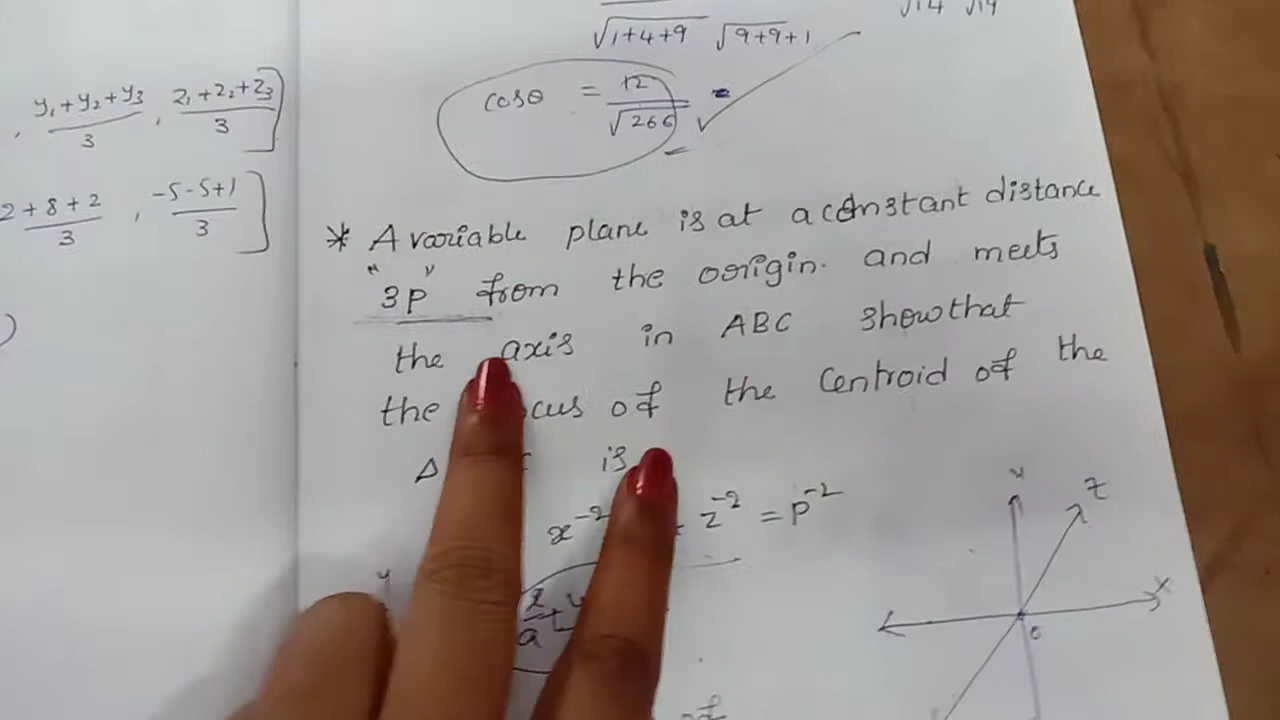 √1+4+9 √9+9+1
√14 √19
cosθ = 12/√266
, y₁+y₂+y₃/3 , z₁+z₂+z₃/3 ]
2+8+2/3 , -5-5+1/3 ]
* A variable plane is at a constant distance
"3p" from the origin. and meets
the axis in ABC show that
the of the centroid of the
Δ is
x⁻² z⁻² = p⁻²
x/a +
z
x
o